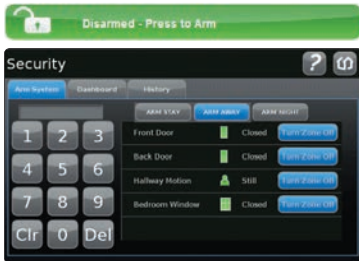 Disarmed - Press to Arm
Security ?
Arm System Dashboard History
ARM STAY ARM AWAY ARM NIGHT
1 2 3
Front Door Closed Turn Zone Off
Back Door Closed Turn Zone Off
4 5 6
Hallway Motion Still Turn Zone Off
7 8 9
Bedroom Window Closed Turn Zone Off
Clr 0 Del